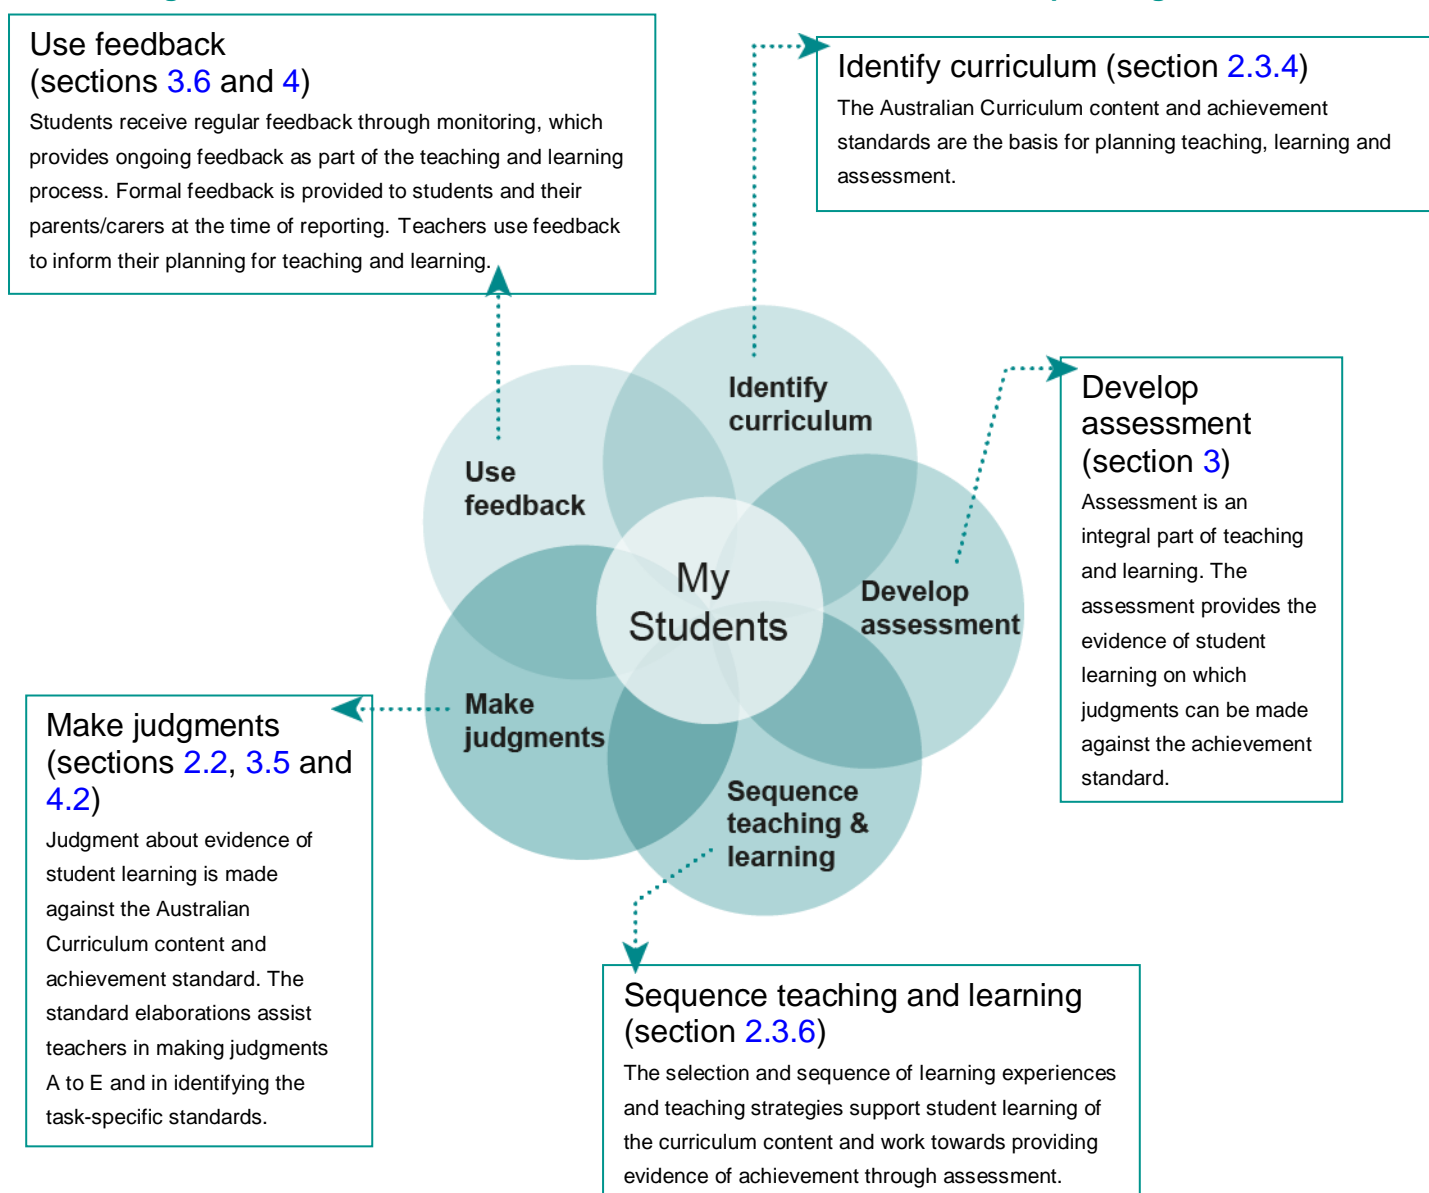 Use feedback
(sections 3.6 and 4)
Students receive regular feedback through monitoring, which
provides ongoing feedback as part of the teaching and learning
process. Formal feedback is provided to students and their
parents/carers at the time of reporting. Teachers use feedback
to inform their planning for teaching and learning.
Identify curriculum (section 2.3.4)
The Australian Curriculum content and achievement
standards are the basis for planning teaching, learning and
assessment.
Identify
curriculum
Use
feedback
My
Students
Develop
assessment
Make
judgments
Sequence
teaching &
learning
Develop
assessment
(section 3)
Assessment is an
integral part of teaching
and learning. The
assessment provides the
evidence of student
learning on which
judgments can be made
against the achievement
standard.
Make judgments
(sections 2.2, 3.5 and
4.2)
Judgment about evidence of
student learning is made
against the Australian
Curriculum content and
achievement standard. The
standard elaborations assist
teachers in making judgments
A to E and in identifying the
task-specific standards.
Sequence teaching and learning
(section 2.3.6)
The selection and sequence of learning experiences
and teaching strategies support student learning of
the curriculum content and work towards providing
evidence of achievement through assessment.